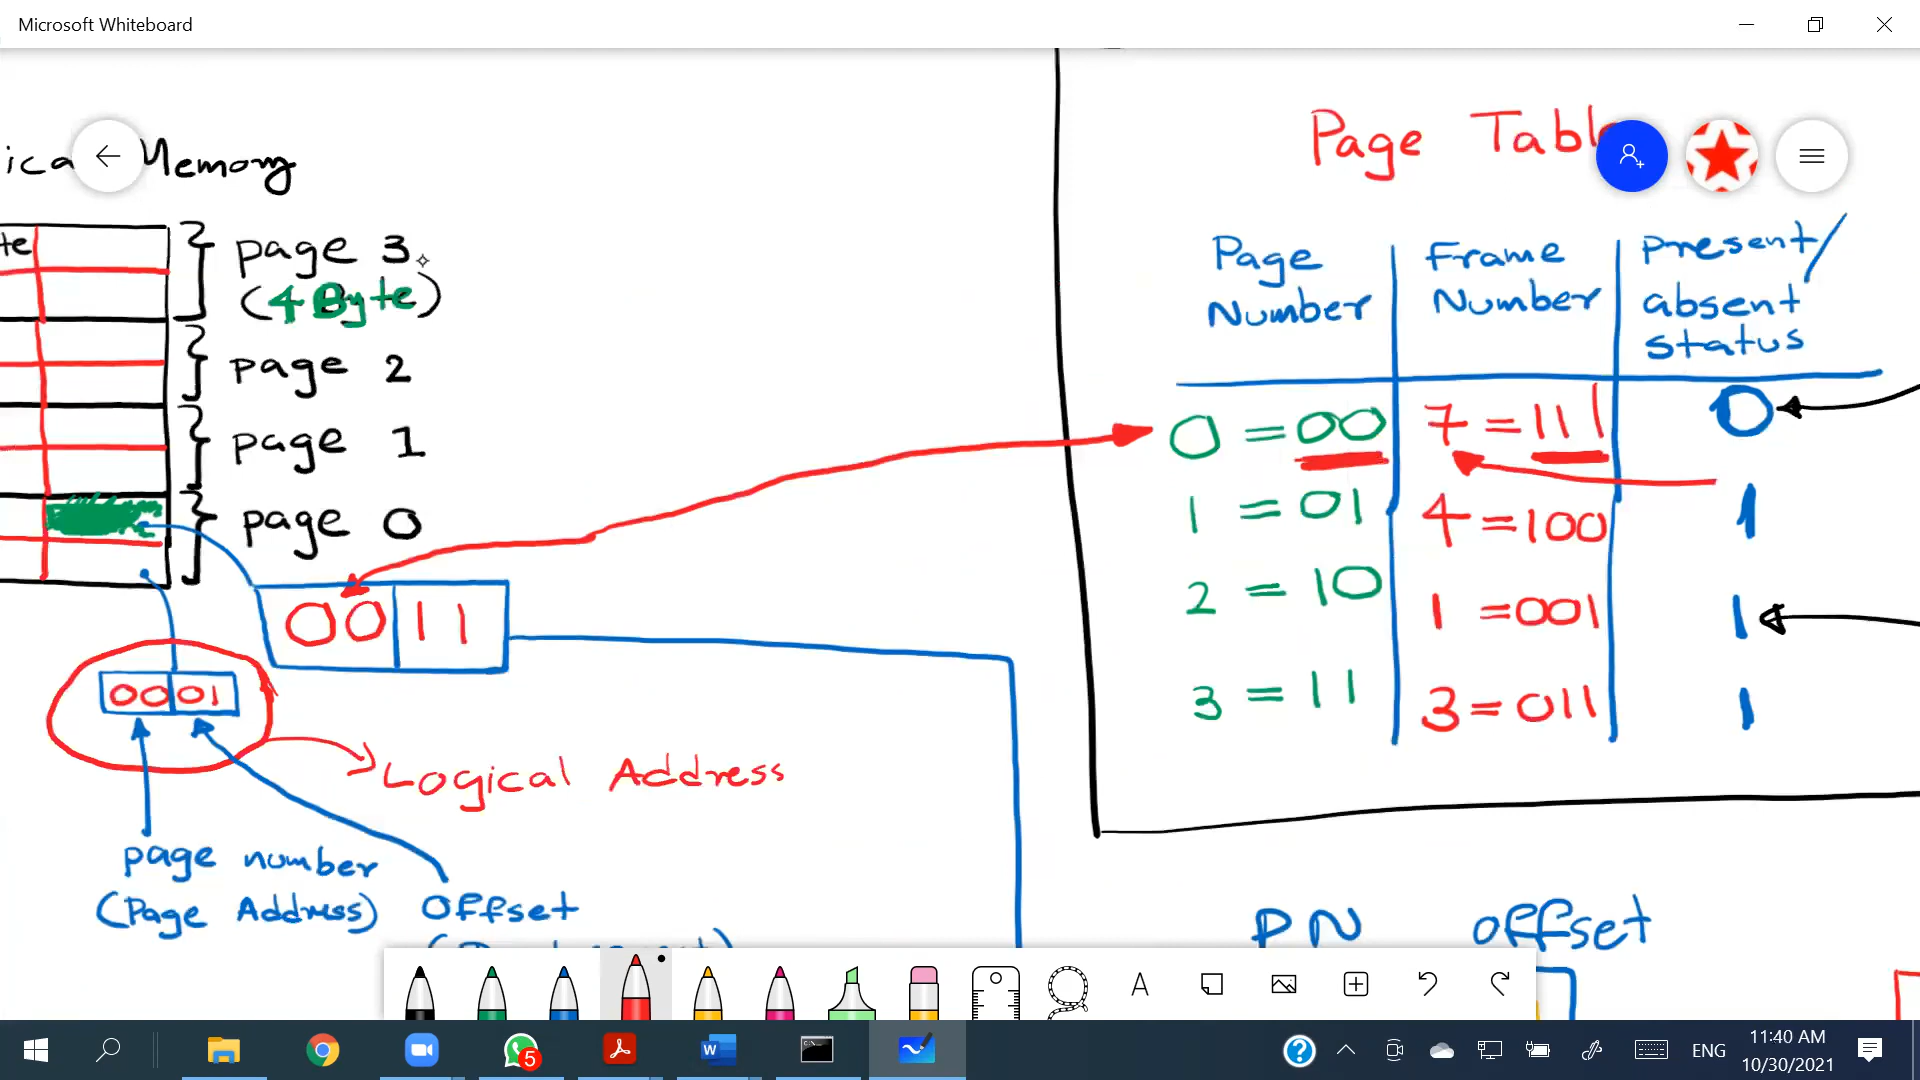 Microsoft Whiteboard
Memory
page 3
(4 Byte)
page 2
page 1
page 0
0011
0001
Logical Address
page number
(Page Address)
offset
Page
Page Number | Frame Number | present/absent status
0 = 00 | 7 = 111 | 0
1 = 01 | 4 = 100 | 1
2 = 10 | 1 = 001 | 1
3 = 11 | 3 = 011 | 1
PN offset
A
5
W
ENG
11:40 AM
10/30/2021